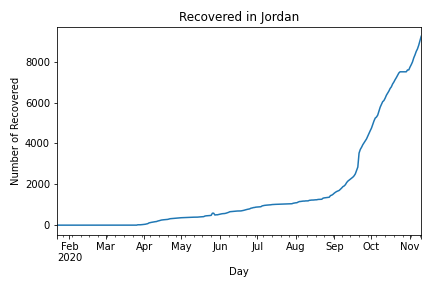 Recovered in Jordan
Number of Recovered
8000
6000
4000
2000
0
Feb Mar Apr May Jun Jul Aug Sep Oct Nov
2020
Day